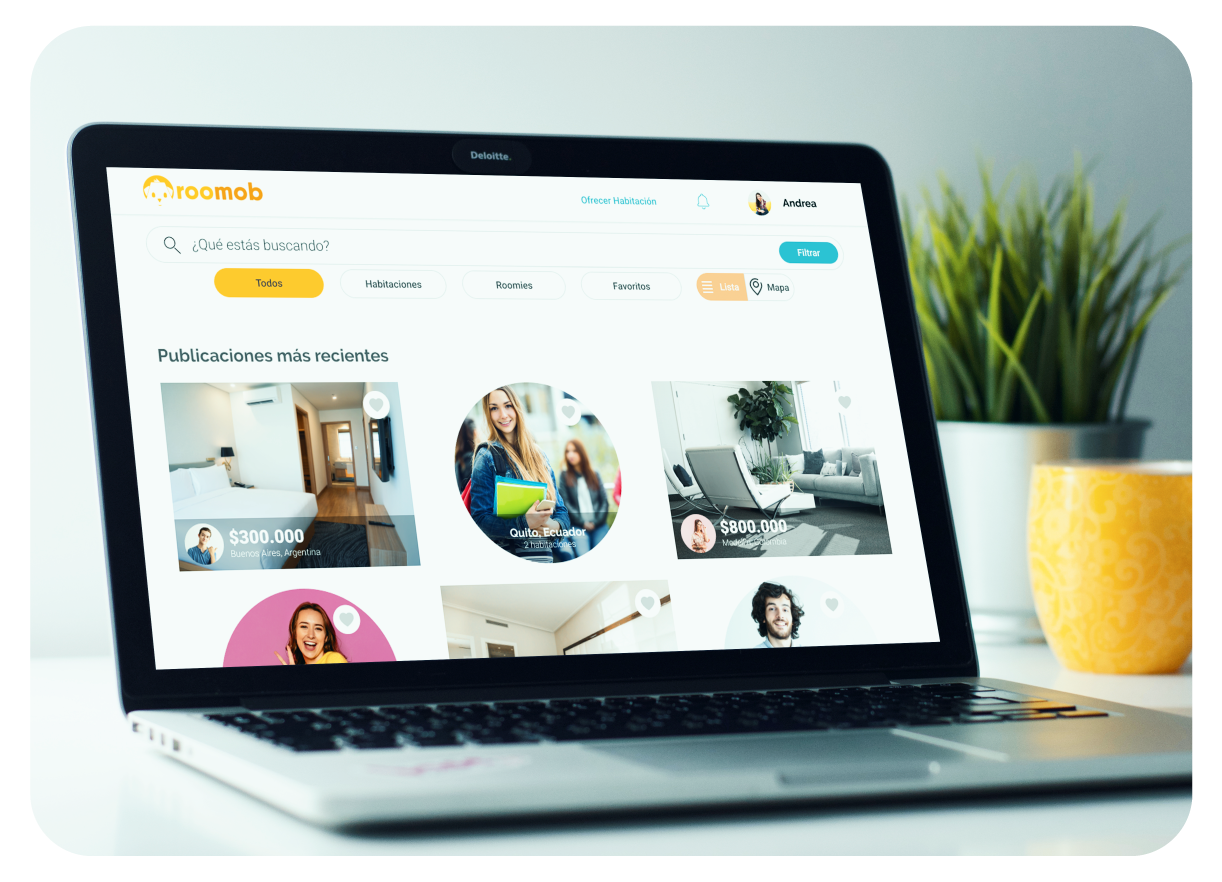 Deloitte.
roomob
Ofrecer Habitación
Andrea
¿Qué estás buscando?
Filtrar
Todos
Habitaciones
Roomies
Favoritos
Lista
Mapa
Publicaciones más recientes
$300.000
Buenos Aires, Argentina
Quito, Ecuador
2 habitaciones
$800.000
Colombia